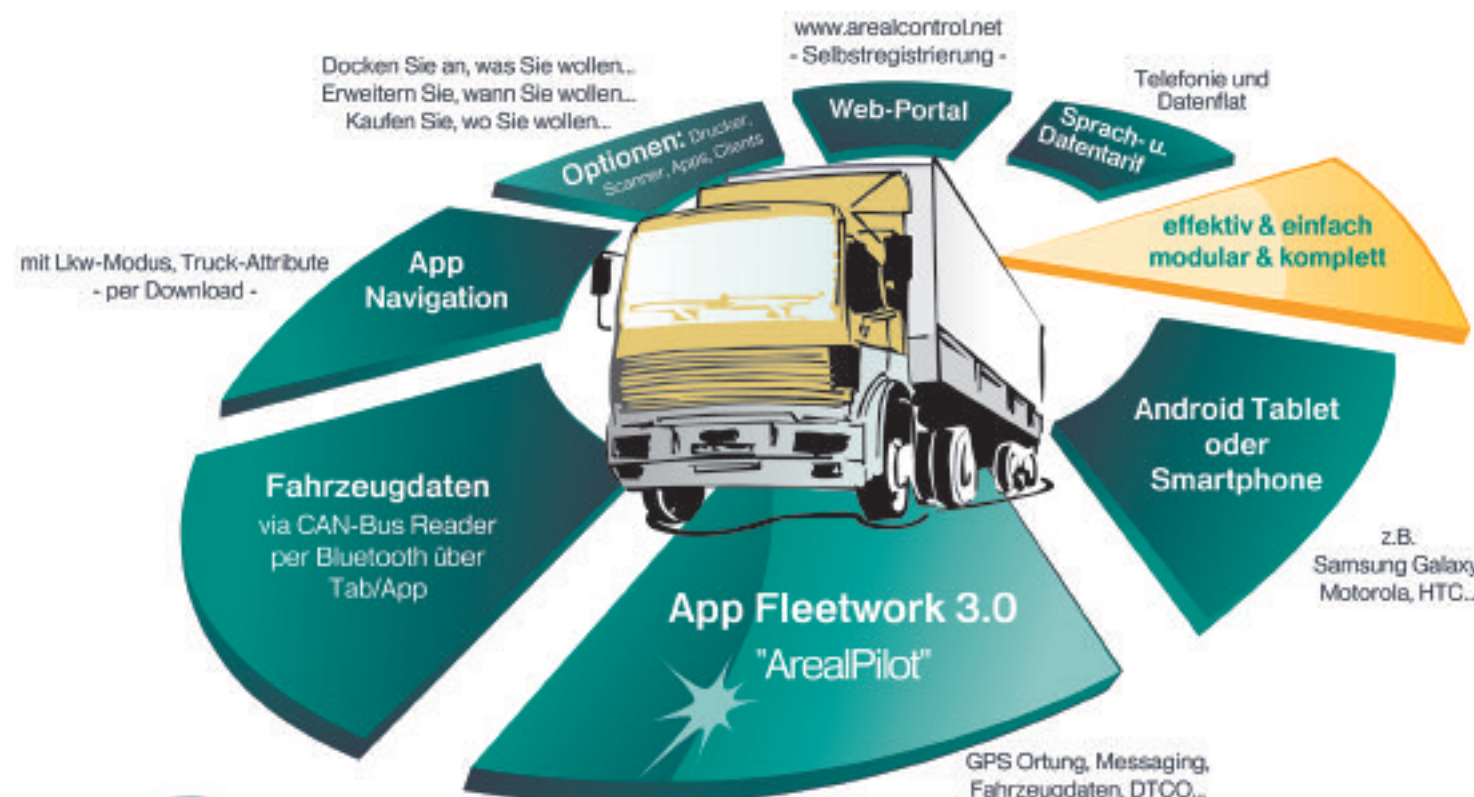 www.arealcontrol.net
- Selbstregistrierung -
Docken Sie an, was Sie wollen...
Erweitern Sie, wann Sie wollen...
Kaufen Sie, wo Sie wollen...
Telefonie und
Datenflat
Web-Portal
Sprach- u.
Datentarif
Optionen: Drucker,
Scanner, Apps, Clients
effektiv & einfach
modular & komplett
mit Lkw-Modus, Truck-Attribute
- per Download -
App
Navigation
Android Tablet
oder
Smartphone
Fahrzeugdaten
via CAN-Bus Reader
per Bluetooth über
Tab/App
z.B.
Samsung Galaxy
Motorola, HTC...
App Fleetwork 3.0
"ArealPilot"
GPS Ortung, Messaging,
Fahrzeugdaten, DTCO...